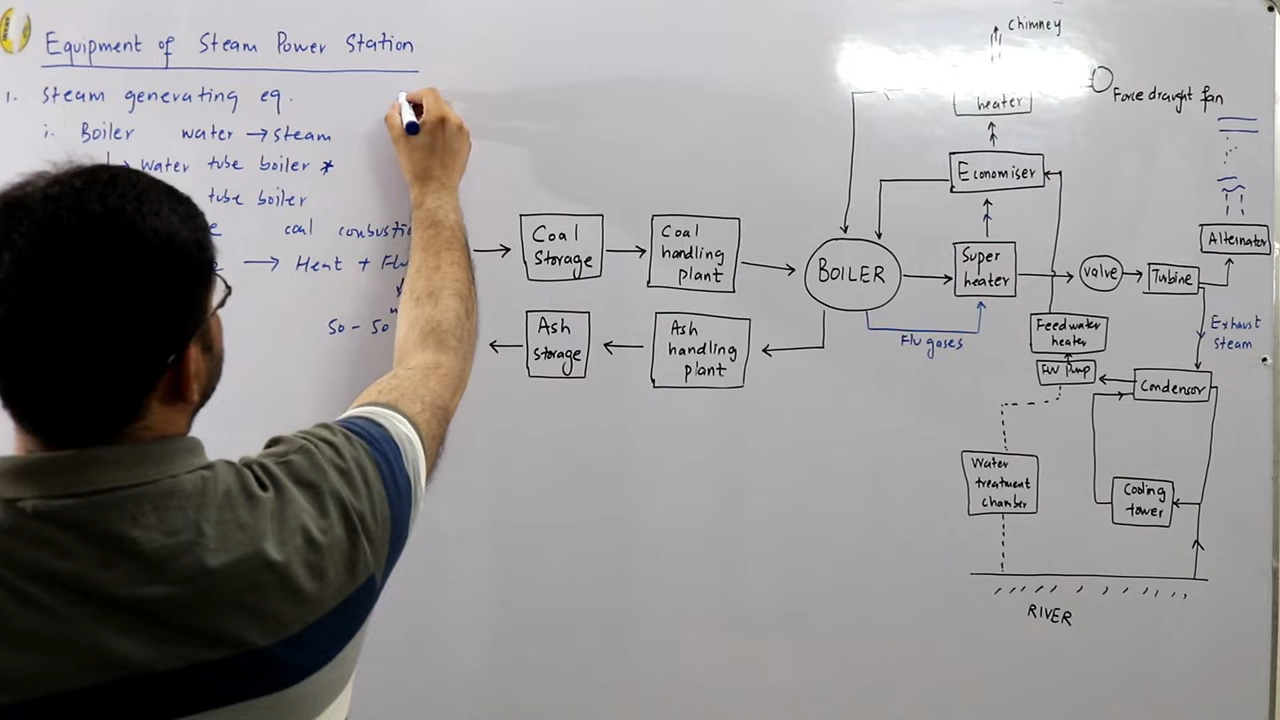 Equipment of Steam Power Station
1. Steam generating eq.
i. Boiler water → steam
water tube boiler *
tube boiler
coal combustio
→ Heat + Flu
50 - 50
Coal
Storage
Coal
handling
plant
Ash
storage
Ash
handling
plant
BOILER
chimney
heater
Force draught fan
Economiser
Super
heater
Flu gases
valve
Turbine
Alternator
Exhaust
steam
Feedwater
heater
FW Pump
Condensor
Water
treatment
chamber
Cooling
tower
RIVER